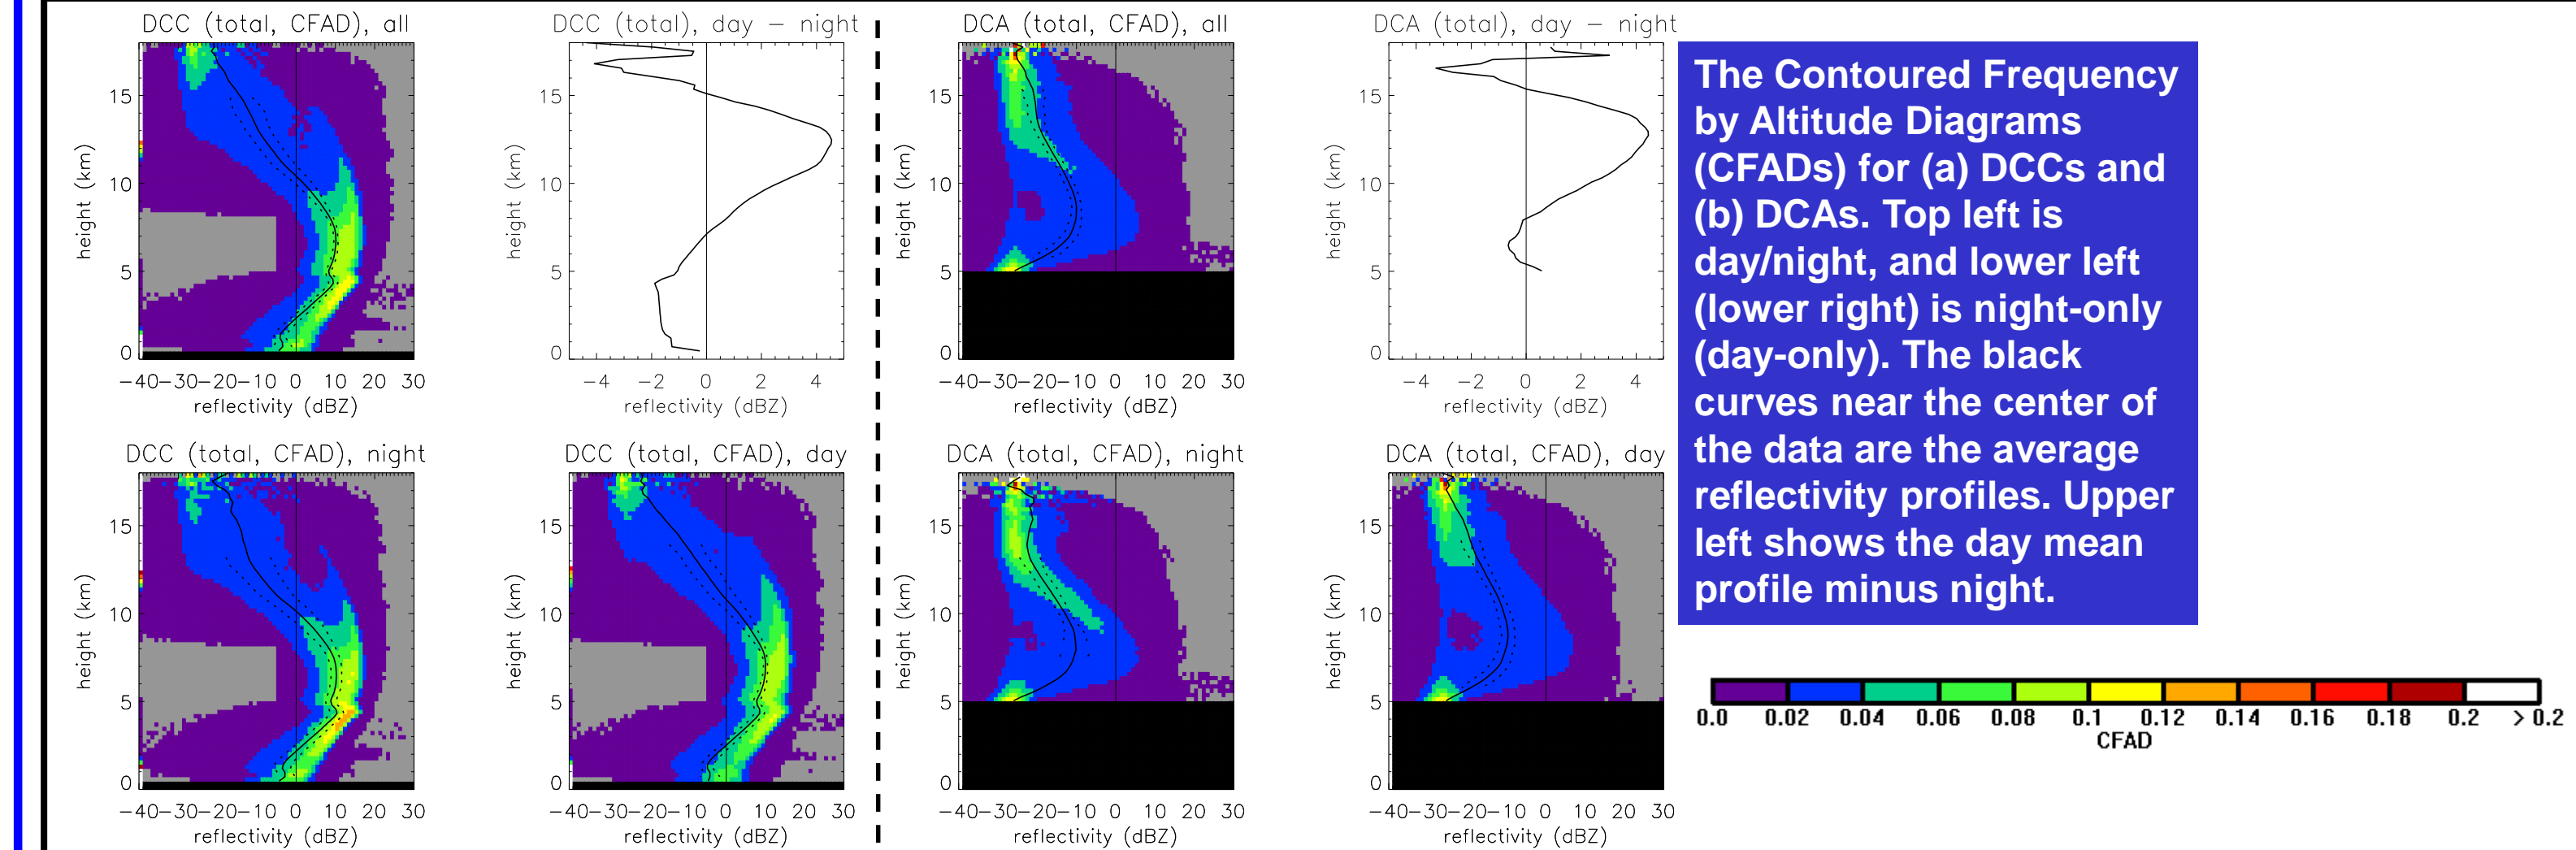 DCC (total, CFAD), all
15
10
5
0
height (km)
−40−30−20−10 0 10 20 30
reflectivity (dBZ)
DCC (total), day − night
15
10
5
0
height (km)
−4 −2 0 2 4
reflectivity (dBZ)
DCA (total, CFAD), all
15
10
5
0
height (km)
−40−30−20−10 0 10 20 30
reflectivity (dBZ)
DCA (total), day − night
15
10
5
0
height (km)
−4 −2 0 2 4
reflectivity (dBZ)
DCC (total, CFAD), night
15
10
5
0
height (km)
−40−30−20−10 0 10 20 30
reflectivity (dBZ)
DCC (total, CFAD), day
15
10
5
0
height (km)
−40−30−20−10 0 10 20 30
reflectivity (dBZ)
DCA (total, CFAD), night
15
10
5
0
height (km)
−40−30−20−10 0 10 20 30
reflectivity (dBZ)
DCA (total, CFAD), day
15
10
5
0
height (km)
−40−30−20−10 0 10 20 30
reflectivity (dBZ)
The Contoured Frequency
by Altitude Diagrams
(CFADs) for (a) DCCs and
(b) DCAs. Top left is
day/night, and lower left
(lower right) is night-only
(day-only). The black
curves near the center of
the data are the average
reflectivity profiles. Upper
left shows the day mean
profile minus night.
0.0 0.02 0.04 0.06 0.08 0.1 0.12 0.14 0.16 0.18 0.2 > 0.2
CFAD